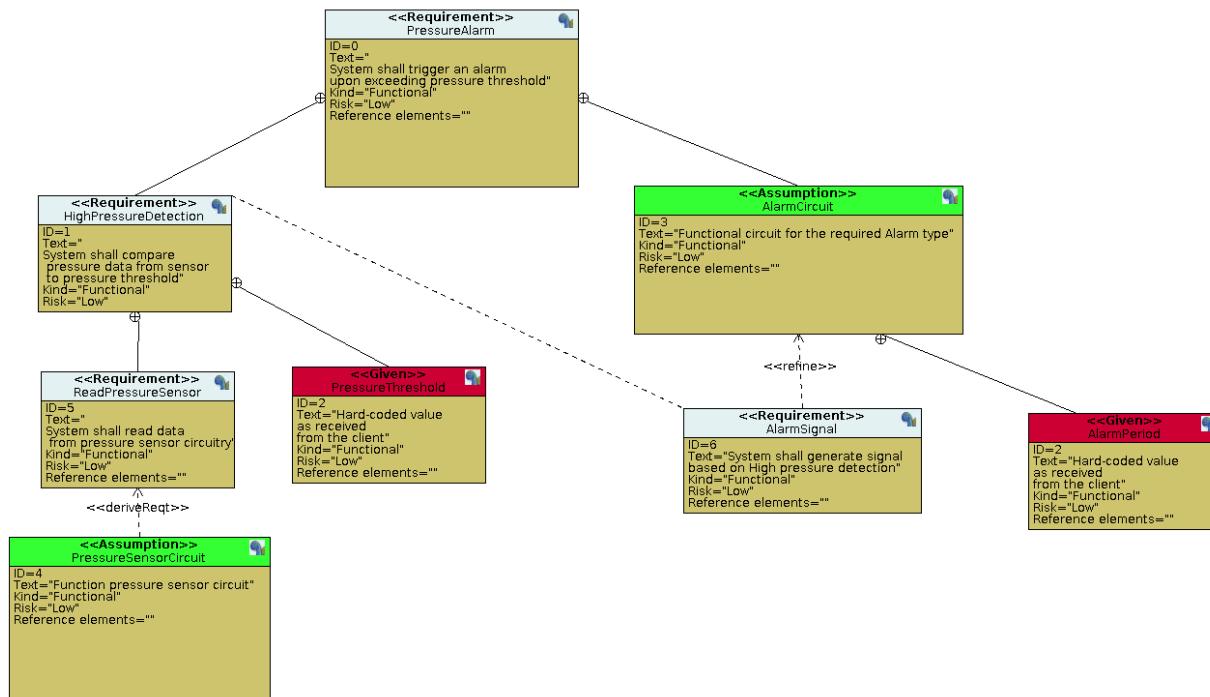 <<Requirement>>
PressureAlarm
ID=0
Text="
System shall trigger an alarm
upon exceeding pressure threshold"
Kind="Functional"
Risk="Low"
Reference elements=""
<<Requirement>>
HighPressureDetection
ID=1
Text="
System shall compare
pressure data from sensor
to pressure threshold"
Kind="Functional"
Risk="Low"
<<Assumption>>
AlarmCircuit
ID=3
Text="Functional circuit for the required Alarm type"
Kind="Functional"
Risk="Low"
Reference elements=""
<<Requirement>>
ReadPressureSensor
ID=5
Text="
System shall read data
from pressure sensor circuitry"
Kind="Functional"
Risk="Low"
Reference elements=""
<<Given>>
PressureThreshold
ID=2
Text="Hard-coded value
as received
from the client"
Kind="Functional"
Risk="Low"
Reference elements=""
<<refine>>
<<Requirement>>
AlarmSignal
ID=6
Text="System shall generate signal
based on High pressure detection"
Kind="Functional"
Risk="Low"
Reference elements=""
<<Given>>
AlarmPeriod
ID=2
Text="Hard-coded value
as received
from the client"
Kind="Functional"
Risk="Low"
Reference elements=""
<<deriveReqt>>
<<Assumption>>
PressureSensorCircuit
ID=4
Text="Function pressure sensor circuit"
Kind="Functional"
Risk="Low"
Reference elements=""